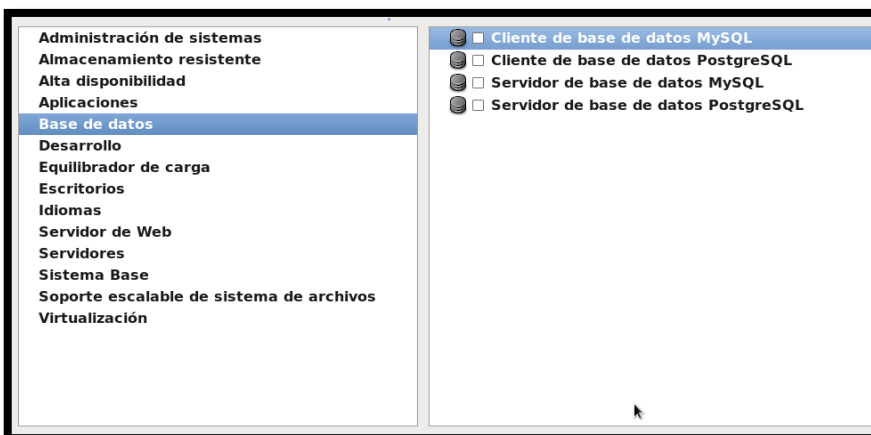 Administración de sistemas
Almacenamiento resistente
Alta disponibilidad
Aplicaciones
Base de datos
Desarrollo
Equilibrador de carga
Escritorios
Idiomas
Servidor de Web
Servidores
Sistema Base
Soporte escalable de sistema de archivos
Virtualización
Cliente de base de datos MySQL
Cliente de base de datos PostgreSQL
Servidor de base de datos MySQL
Servidor de base de datos PostgreSQL